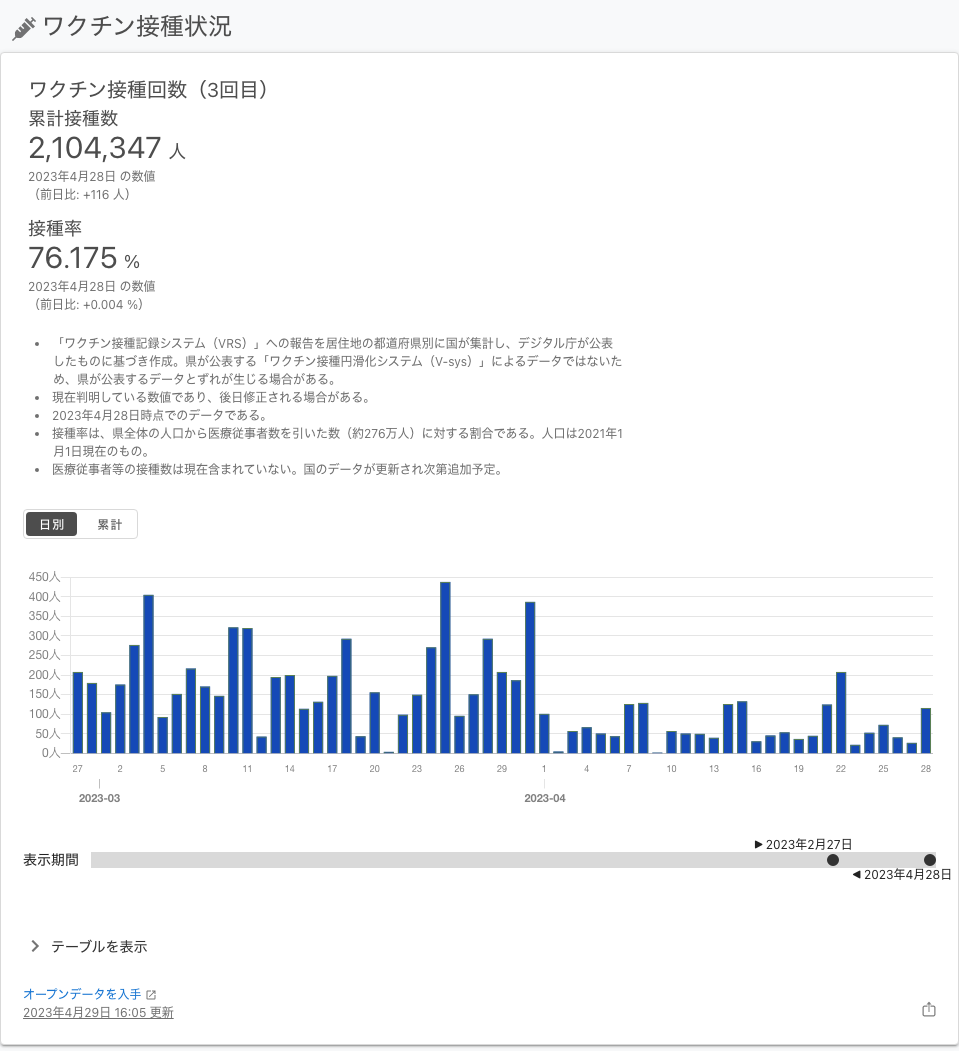 ワクチン接種状況
ワクチン接種回数（3回目）
累計接種数
2,104,347 人
2023年4月28日 の数値
（前日比: +116 人）
接種率
76.175 %
2023年4月28日 の数値
（前日比: +0.004 %）
• 「ワクチン接種記録システム（VRS）」への報告を居住地の都道府県別に国が集計し、デジタル庁が公表
したものに基づき作成。県が公表する「ワクチン接種円滑化システム（V-sys）」によるデータではないた
め、県が公表するデータとずれが生じる場合がある。
• 現在判明している数値であり、後日修正される場合がある。
• 2023年4月28日時点でのデータである。
• 接種率は、県全体の人口から医療従事者数を引いた数（約276万人）に対する割合である。人口は2021年1
月1日現在のもの。
• 医療従事者等の接種数は現在含まれていない。国のデータが更新され次第追加予定。
日別 累計
450人
400人
350人
300人
250人
200人
150人
100人
50人
0人
27 2 5 8 11 14 17 20 23 26 29 1 4 7 10 13 16 19 22 25 28
2023-03 2023-04
▶ 2023年2月27日
表示期間
◀ 2023年4月28日
テーブルを表示
オープンデータを入手
2023年4月29日 16:05 更新